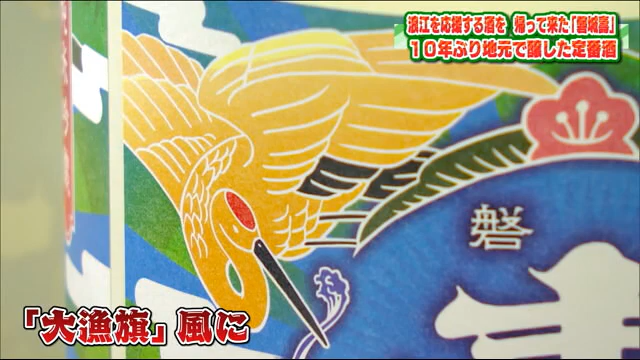 浪江を応援する酒を 帰って来た「磐城壽」
10年ぶり地元で醸した定番酒
磐
「大漁旗」風に